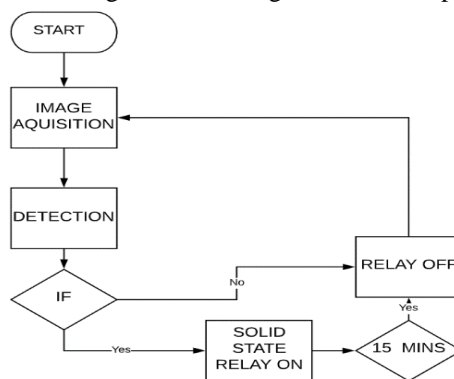 START
IMAGE
AQUISITION
DETECTION
IF
No
Yes
SOLID
STATE
RELAY ON
15 MINS
Yes
RELAY OFF